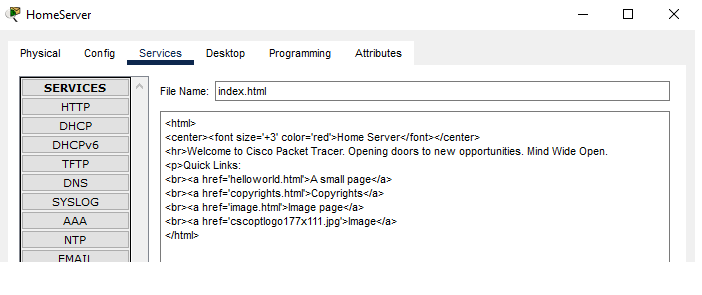 HomeServer
Physical Config Services Desktop Programming Attributes
SERVICES
HTTP
DHCP
DHCPv6
TFTP
DNS
SYSLOG
AAA
NTP
EMAIL
File Name: index.html
<html>
<center><font size='+3' color='red'>Home Server</font></center>
<hr>Welcome to Cisco Packet Tracer. Opening doors to new opportunities. Mind Wide Open.
<p>Quick Links:
<br><a href='helloworld.html'>A small page</a>
<br><a href='copyrights.html'>Copyrights</a>
<br><a href='image.html'>Image page</a>
<br><a href='cscoptlogo177x111.jpg'>Image</a>
</html>